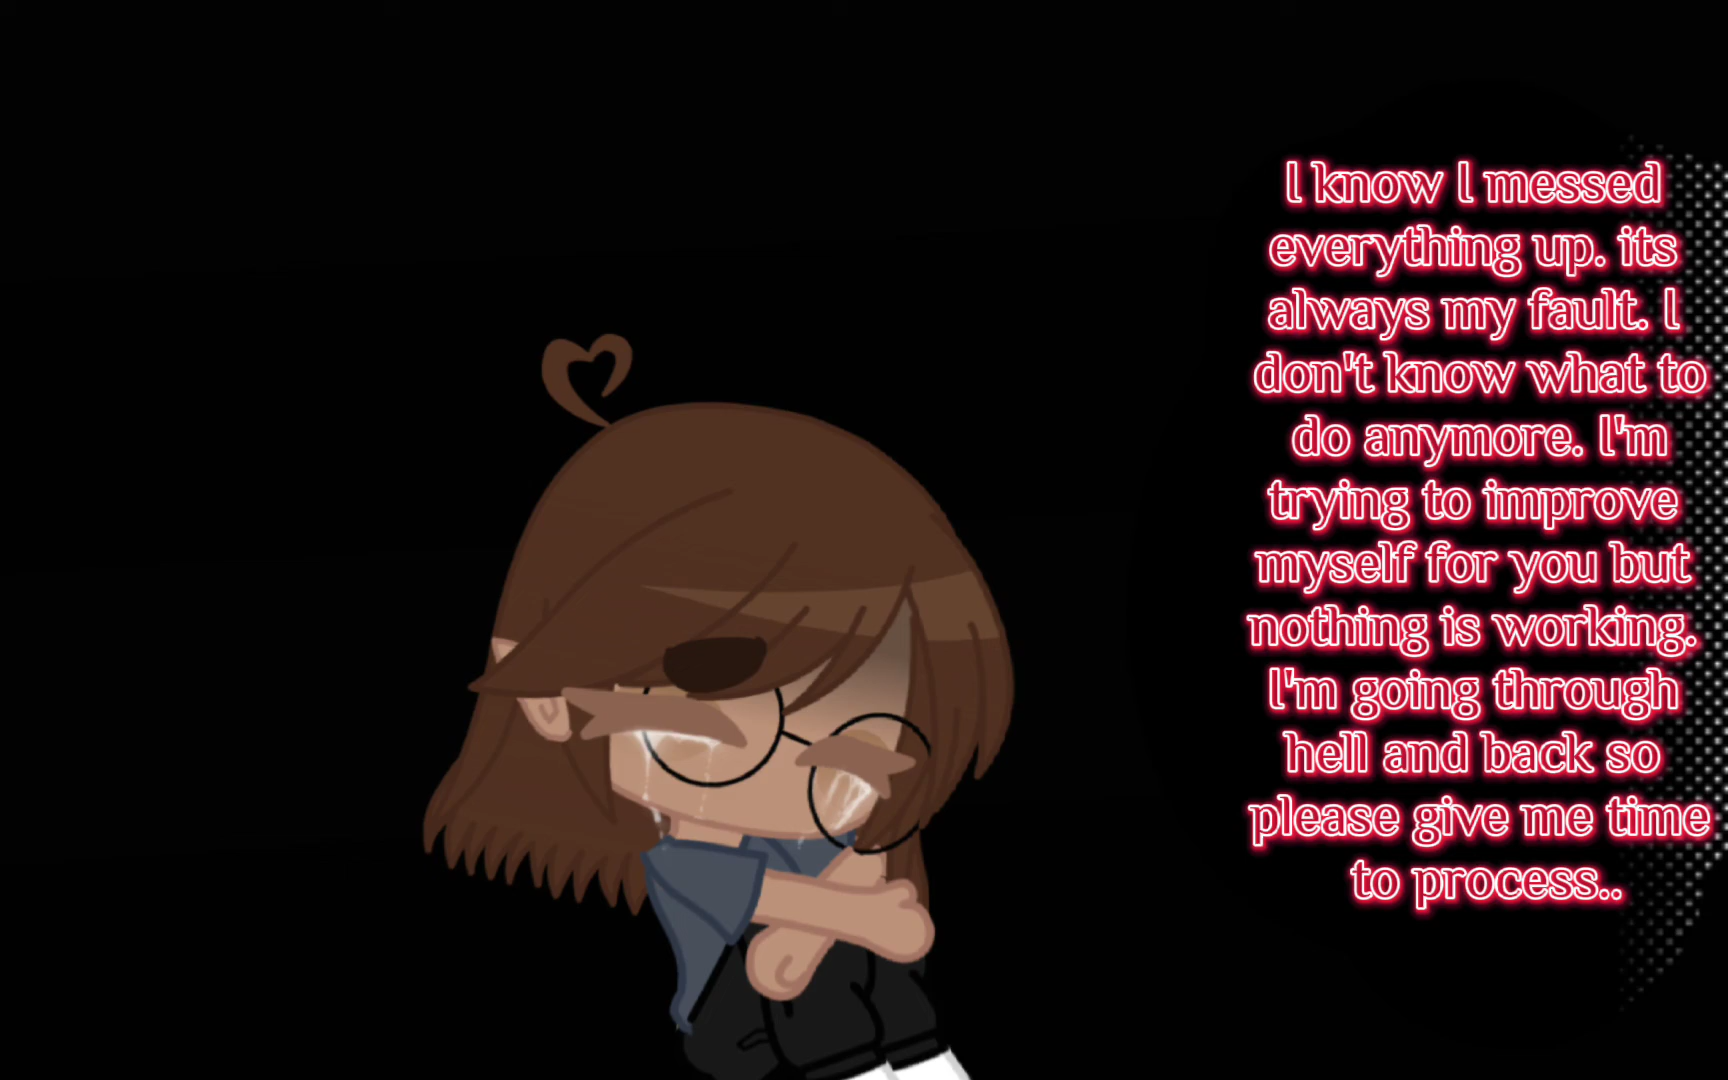 I know I messed
everything up. its
always my fault. I
don't know what to
do anymore. I'm
trying to improve
myself for you but
nothing is working.
I'm going through
hell and back so
please give me time
to process..